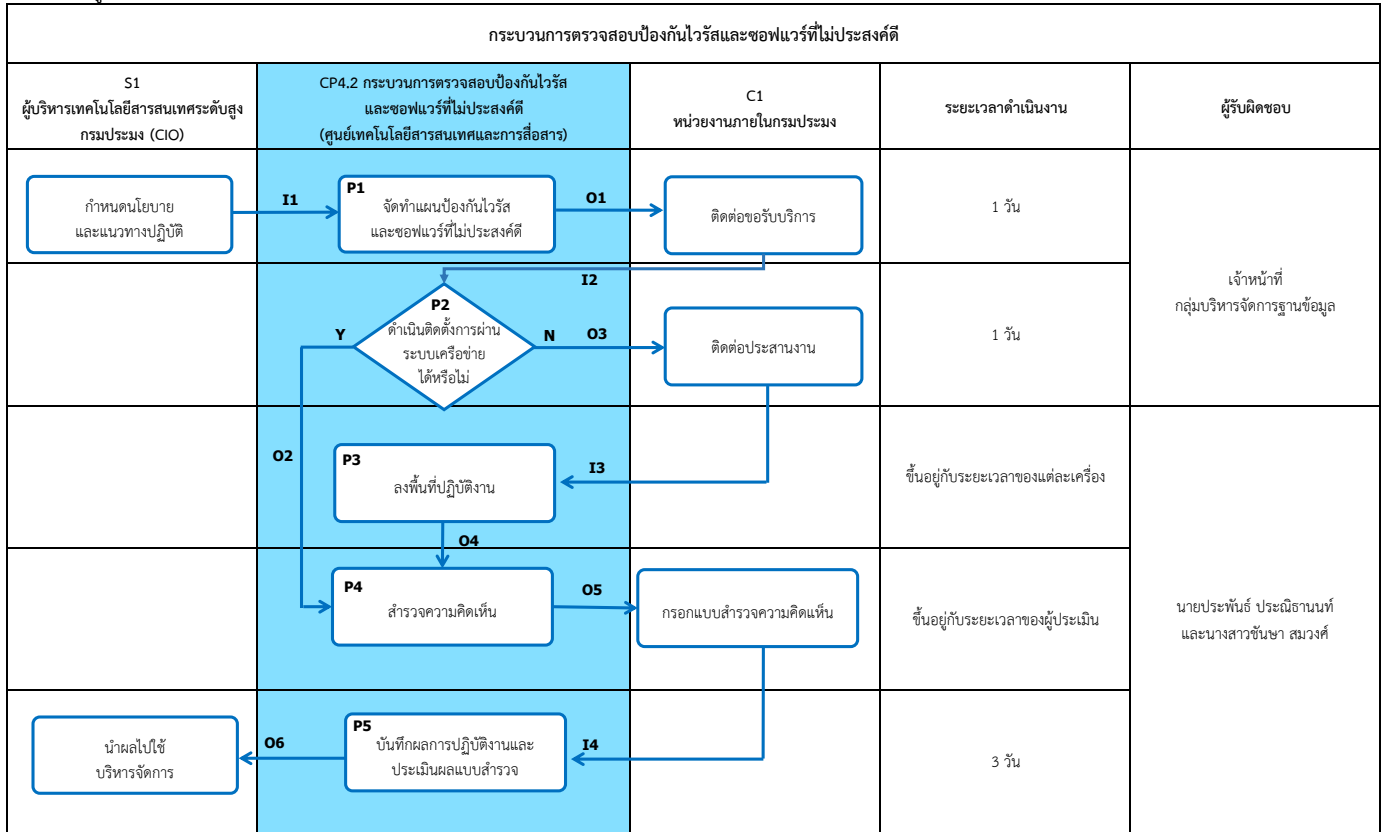 กระบวนการตรวจสอบป้องกันไวรัสและซอฟแวร์ที่ไม่ประสงค์ดี
S1
ผู้บริหารเทคโนโลยีสารสนเทศระดับสูง
กรมประมง (CIO)
CP4.2 กระบวนการตรวจสอบป้องกันไวรัส
และซอฟแวร์ที่ไม่ประสงค์ดี
(ศูนย์เทคโนโลยีสารสนเทศและการสื่อสาร)
C1
หน่วยงานภายในกรมประมง
ระยะเวลาดำเนินงาน
ผู้รับผิดชอบ
กำหนดนโยบาย
และแนวทางปฏิบัติ
I1
P1
จัดทำแผนป้องกันไวรัส
และซอฟแวร์ที่ไม่ประสงค์ดี
O1
ติดต่อขอรับบริการ
1 วัน
I2
P2
ดำเนินติดตั้งการผ่าน
ระบบเครือข่าย
ได้หรือไม่
Y
N
O3
ติดต่อประสานงาน
1 วัน
เจ้าหน้าที่
กลุ่มบริหารจัดการฐานข้อมูล
O2
P3
ลงพื้นที่ปฏิบัติงาน
I3
ขึ้นอยู่กับระยะเวลาของแต่ละเครื่อง
O4
P4
สำรวจความคิดเห็น
O5
กรอกแบบสำรวจความคิดแห็น
ขึ้นอยู่กับระยะเวลาของผู้ประเมิน
นายประพันธ์ ประณิธานนท์
และนางสาวชันษา สมวงศ์
นำผลไปใช้
บริหารจัดการ
O6
P5
บันทึกผลการปฏิบัติงานและ
ประเมินผลแบบสำรวจ
I4
3 วัน